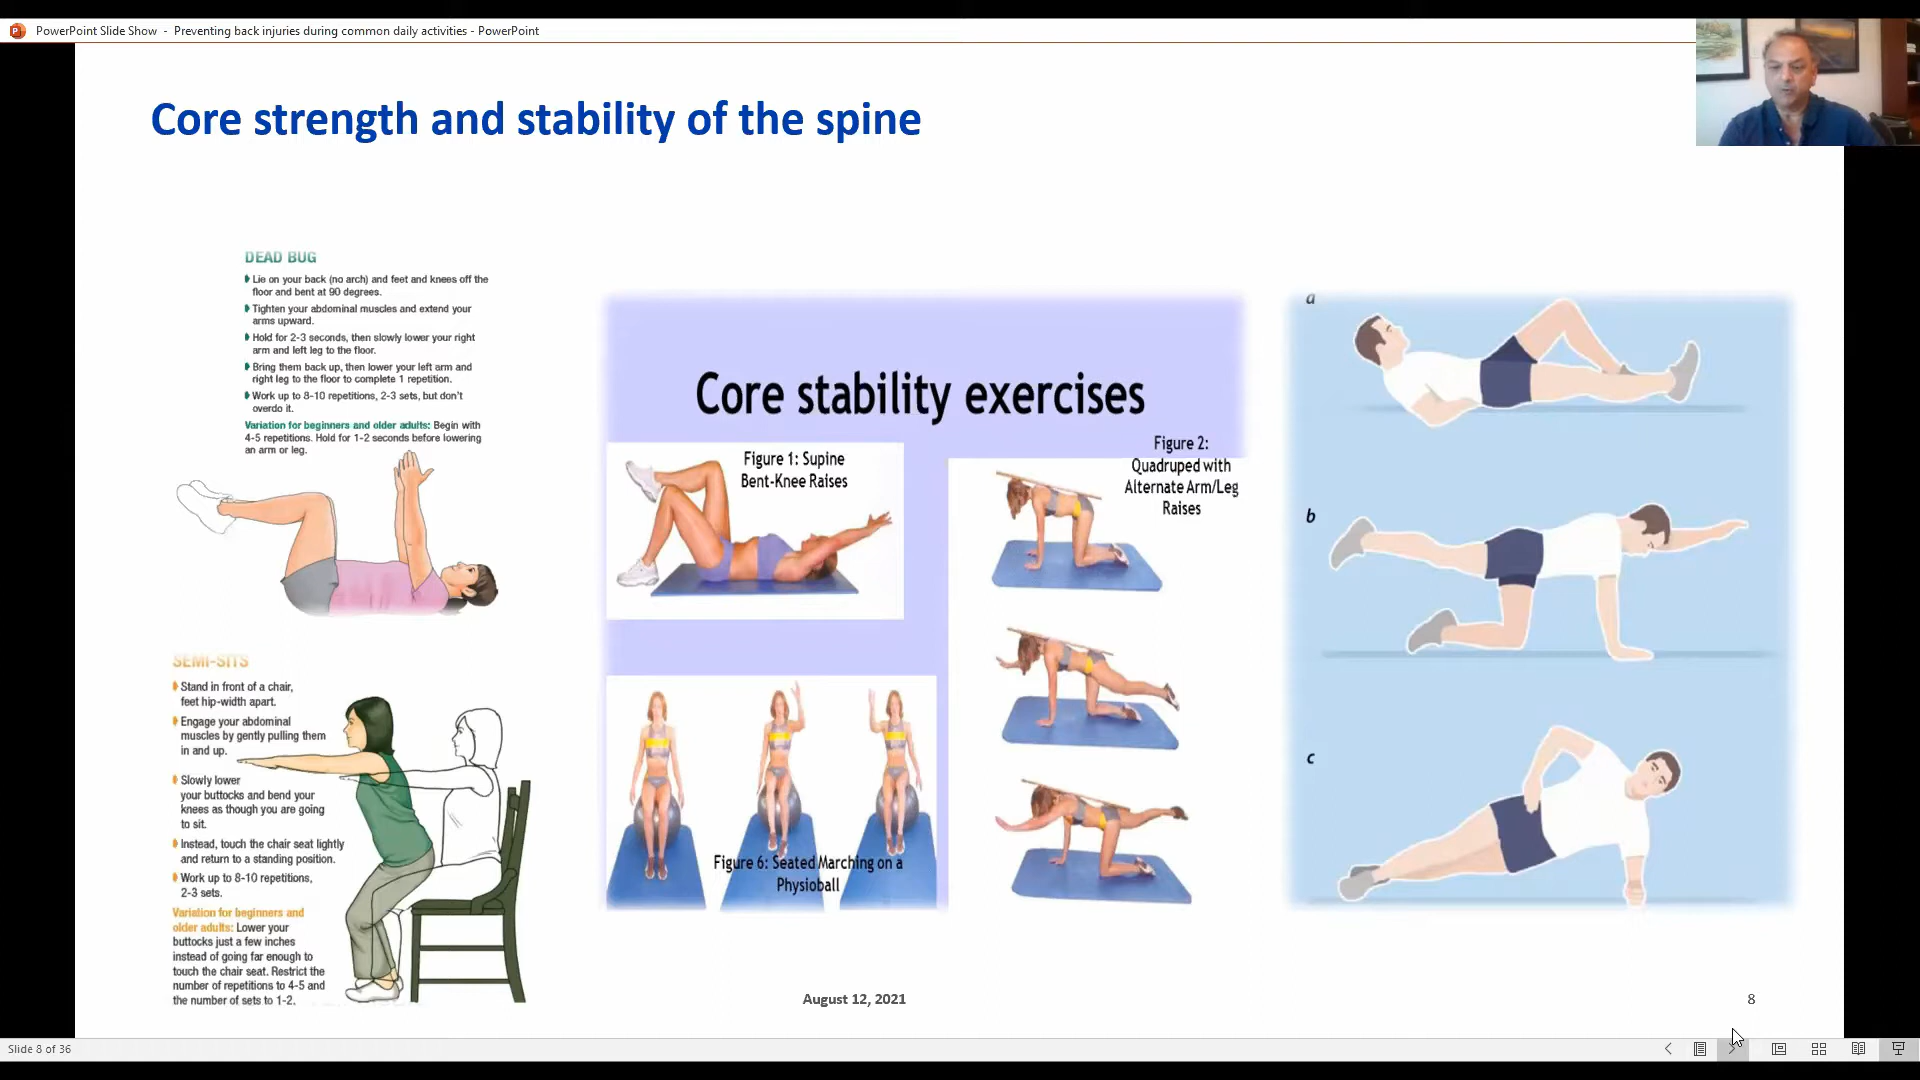 PowerPoint Slide Show - Preventing back injuries during common daily activities - PowerPoint
Core strength and stability of the spine
DEAD BUG
Lie on your back (no arch) and feet and knees off the
floor and bent at 90 degrees.
Tighten your abdominal muscles and extend your
arms upward.
Hold for 2-3 seconds, then slowly lower your right
arm and left leg to the floor.
Bring them back up, then lower your left arm and
right leg to the floor to complete 1 repetition.
Work up to 8-10 repetitions, 2-3 sets, but don't
overdo it.
Variation for beginners and older adults: Begin with
4-5 repetitions. Hold for 1-2 seconds before lowering
an arm or leg.
SEMI-SITS
Stand in front of a chair,
feet hip-width apart.
Engage your abdominal
muscles by gently pulling them
in and up.
Slowly lower
your buttocks and bend your
knees as though you are going
to sit.
Instead, touch the chair seat lightly
and return to a standing position.
Work up to 8-10 repetitions,
2-3 sets.
Variation for beginners and
older adults: Lower your
buttocks just a few inches
instead of going far enough to
touch the chair seat. Restrict the
number of repetitions to 4-5 and
the number of sets to 1-2.
Core stability exercises
Figure 1: Supine
Bent-Knee Raises
Figure 2:
Quadruped with
Alternate Arm/Leg
Raises
Figure 6: Seated Marching on a
Physioball
a
b
c
August 12, 2021
8
Slide 8 of 36